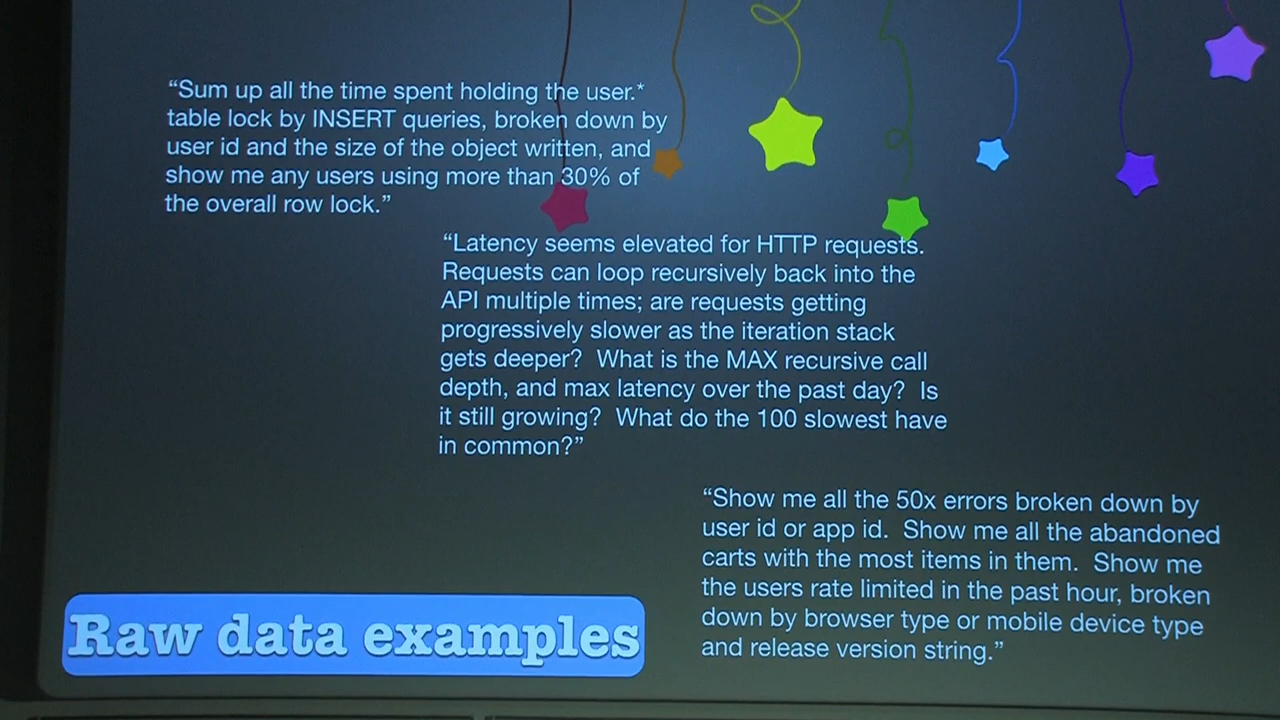 “Sum up all the time spent holding the user.*
table lock by INSERT queries, broken down by
user id and the size of the object written, and
show me any users using more than 30% of
the overall row lock.”
“Latency seems elevated for HTTP requests.
Requests can loop recursively back into the
API multiple times; are requests getting
progressively slower as the iteration stack
gets deeper?  What is the MAX recursive call
depth, and max latency over the past day?  Is
it still growing?  What do the 100 slowest have
in common?”
“Show me all the 50x errors broken down by
user id or app id.  Show me all the abandoned
carts with the most items in them.  Show me
the users rate limited in the past hour, broken
down by browser type or mobile device type
and release version string.”
Raw data examples